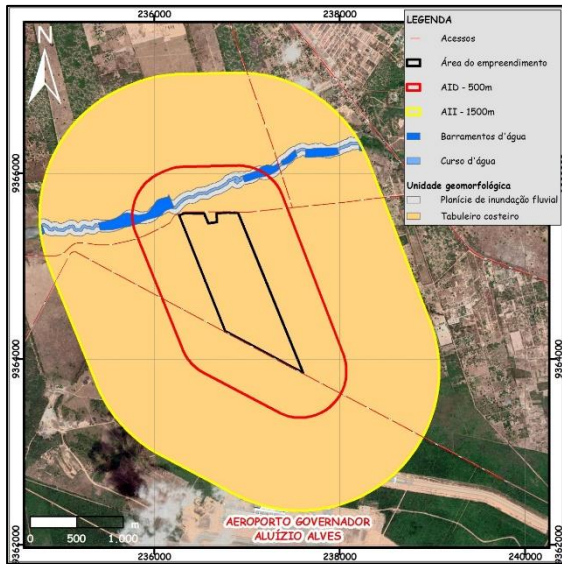 236000
238000
LEGENDA
Acessos
Área do empreendimento
AID - 500m
AII - 1500m
Barramentos d'água
Curso d'água
Unidade geomorfológica
Planície de inundação fluvial
Tabuleiro costeiro
N
9366000
9366000
9364000
9364000
9362000
0 500 1.000 m
AEROPORTO GOVERNADOR
ALUÍZIO ALVES
236000
238000
240000